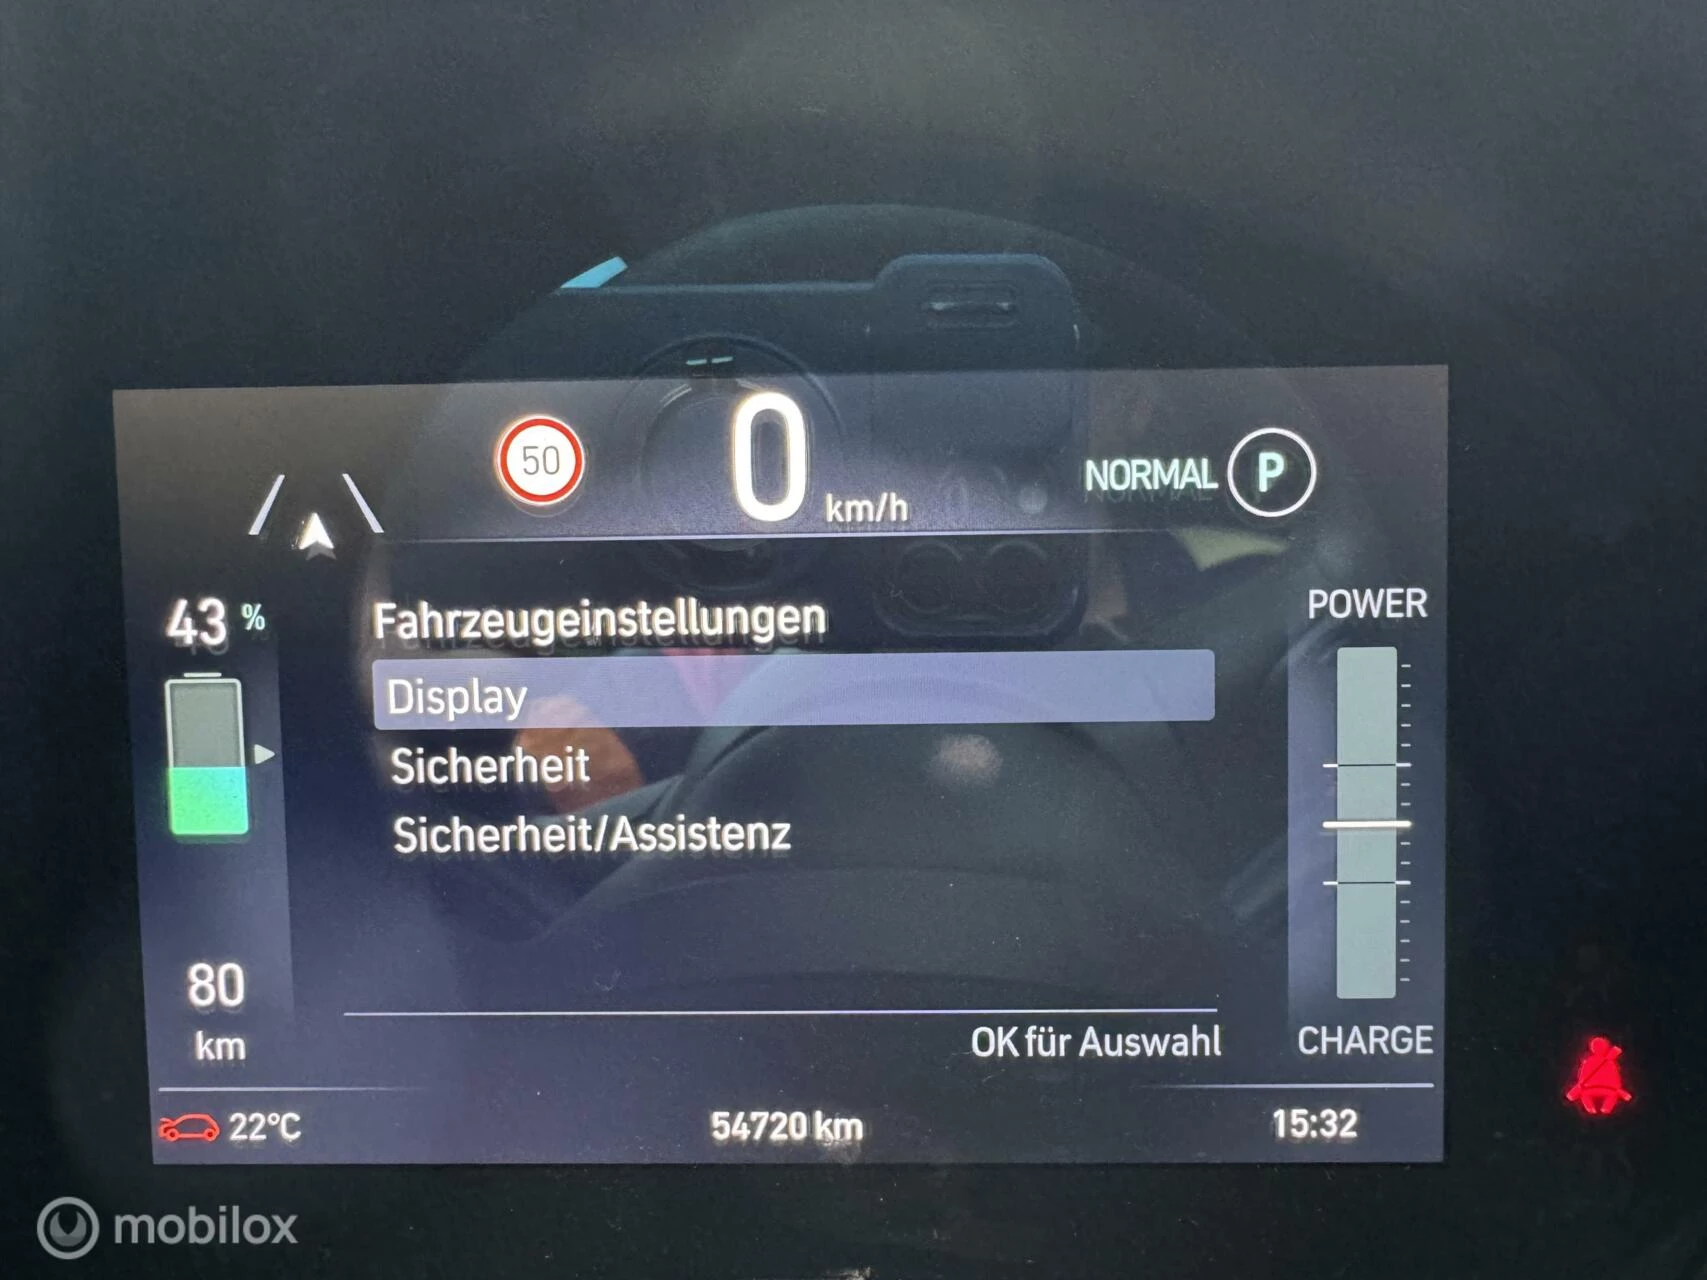 50
0 km/h
NORMAL P
43 %
Fahrzeugeinstellungen
Display
Sicherheit
Sicherheit/Assistenz
POWER
80
km
OK für Auswahl
CHARGE
22°C
54720 km
15:32
mobilox